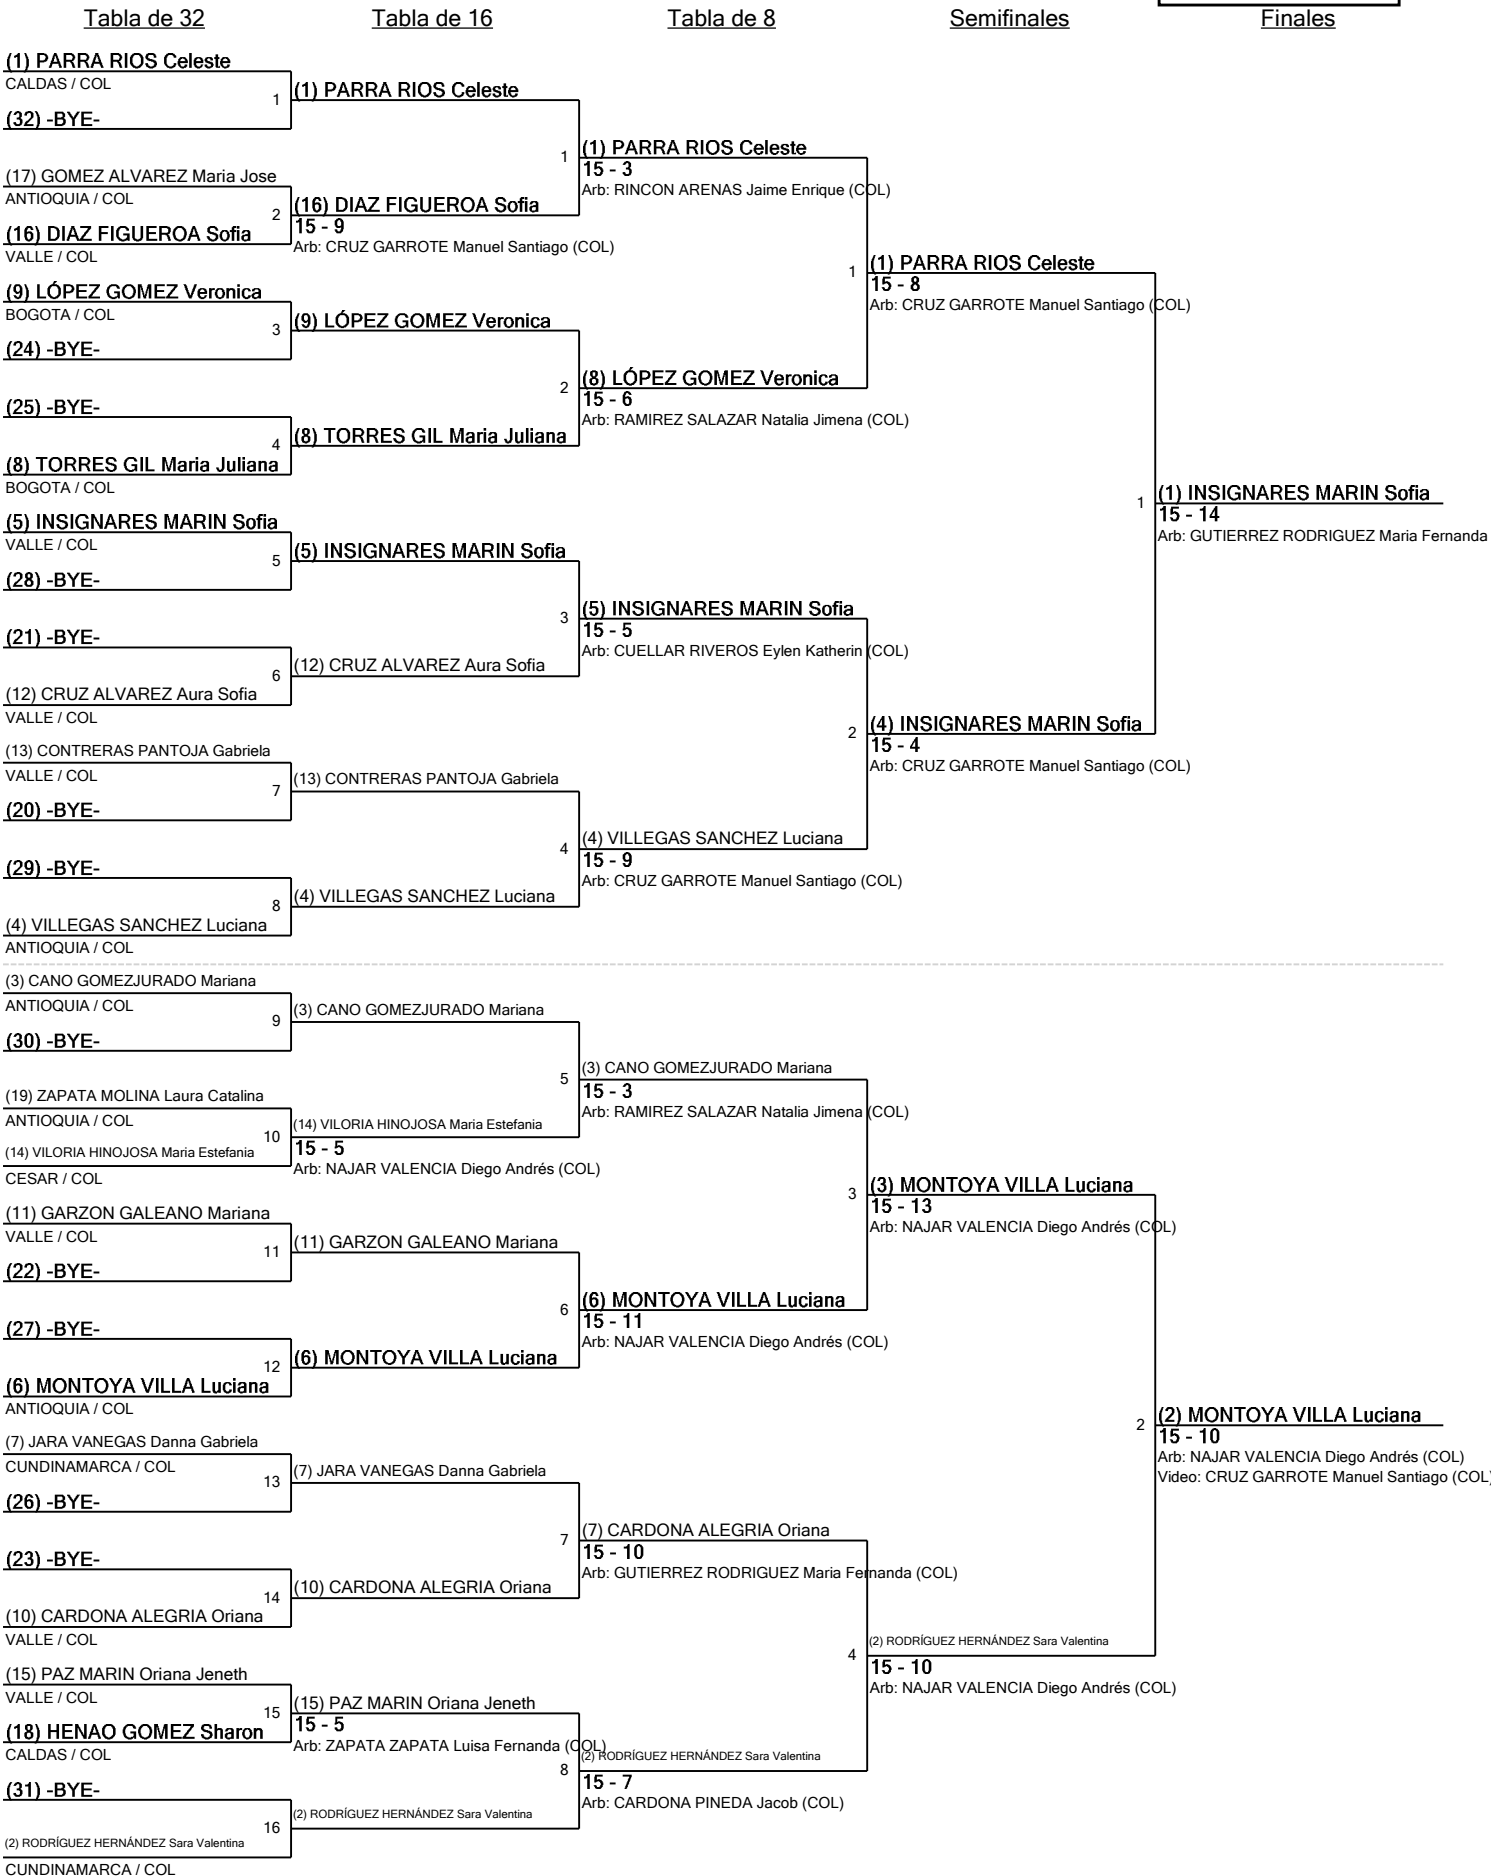 Tabla de 32
Tabla de 16
Tabla de 8
Semifinales
Finales
(1) PARRA RIOS Celeste
CALDAS / COL
1
(32) -BYE-
(17) GOMEZ ALVAREZ Maria Jose
ANTIOQUIA / COL
2
(16) DIAZ FIGUEROA Sofia
VALLE / COL
(9) LÓPEZ GOMEZ Veronica
BOGOTA / COL
3
(24) -BYE-
(25) -BYE-
4
(8) TORRES GIL Maria Juliana
BOGOTA / COL
(5) INSIGNARES MARIN Sofia
VALLE / COL
5
(28) -BYE-
(21) -BYE-
6
(12) CRUZ ALVAREZ Aura Sofia
VALLE / COL
(13) CONTRERAS PANTOJA Gabriela
VALLE / COL
7
(20) -BYE-
(29) -BYE-
8
(4) VILLEGAS SANCHEZ Luciana
ANTIOQUIA / COL
(3) CANO GOMEZJURADO Mariana
ANTIOQUIA / COL
9
(30) -BYE-
(19) ZAPATA MOLINA Laura Catalina
ANTIOQUIA / COL
10
(14) VILORIA HINOJOSA Maria Estefania
CESAR / COL
(11) GARZON GALEANO Mariana
VALLE / COL
11
(22) -BYE-
(27) -BYE-
12
(6) MONTOYA VILLA Luciana
ANTIOQUIA / COL
(7) JARA VANEGAS Danna Gabriela
CUNDINAMARCA / COL
13
(26) -BYE-
(23) -BYE-
14
(10) CARDONA ALEGRIA Oriana
VALLE / COL
(15) PAZ MARIN Oriana Jeneth
VALLE / COL
15
(18) HENAO GOMEZ Sharon
CALDAS / COL
(31) -BYE-
16
(2) RODRÍGUEZ HERNÁNDEZ Sara Valentina
CUNDINAMARCA / COL
(1) PARRA RIOS Celeste
1
(16) DIAZ FIGUEROA Sofia
15 - 9
Arb: CRUZ GARROTE Manuel Santiago (COL)
(9) LÓPEZ GOMEZ Veronica
2
(8) TORRES GIL Maria Juliana
(5) INSIGNARES MARIN Sofia
3
(12) CRUZ ALVAREZ Aura Sofia
(13) CONTRERAS PANTOJA Gabriela
4
(4) VILLEGAS SANCHEZ Luciana
(3) CANO GOMEZJURADO Mariana
5
(14) VILORIA HINOJOSA Maria Estefania
15 - 5
Arb: NAJAR VALENCIA Diego Andrés (COL)
(11) GARZON GALEANO Mariana
6
(6) MONTOYA VILLA Luciana
(7) JARA VANEGAS Danna Gabriela
7
(10) CARDONA ALEGRIA Oriana
(15) PAZ MARIN Oriana Jeneth
15 - 5
Arb: ZAPATA ZAPATA Luisa Fernanda (COL)
8
(2) RODRÍGUEZ HERNÁNDEZ Sara Valentina
(1) PARRA RIOS Celeste
15 - 3
Arb: RINCON ARENAS Jaime Enrique (COL)
1
(8) LÓPEZ GOMEZ Veronica
15 - 6
Arb: RAMIREZ SALAZAR Natalia Jimena (COL)
(5) INSIGNARES MARIN Sofia
15 - 5
Arb: CUELLAR RIVEROS Eylen Katherin (COL)
2
(4) VILLEGAS SANCHEZ Luciana
15 - 9
Arb: CRUZ GARROTE Manuel Santiago (COL)
(3) CANO GOMEZJURADO Mariana
15 - 3
Arb: RAMIREZ SALAZAR Natalia Jimena (COL)
3
(6) MONTOYA VILLA Luciana
15 - 11
Arb: NAJAR VALENCIA Diego Andrés (COL)
(7) CARDONA ALEGRIA Oriana
15 - 10
Arb: GUTIERREZ RODRIGUEZ Maria Fernanda (COL)
4
(2) RODRÍGUEZ HERNÁNDEZ Sara Valentina
15 - 7
Arb: CARDONA PINEDA Jacob (COL)
(1) PARRA RIOS Celeste
15 - 8
Arb: CRUZ GARROTE Manuel Santiago (COL)
1
(4) INSIGNARES MARIN Sofia
15 - 4
Arb: CRUZ GARROTE Manuel Santiago (COL)
(3) MONTOYA VILLA Luciana
15 - 13
Arb: NAJAR VALENCIA Diego Andrés (COL)
2
(2) RODRÍGUEZ HERNÁNDEZ Sara Valentina
15 - 10
Arb: NAJAR VALENCIA Diego Andrés (COL)
(1) INSIGNARES MARIN Sofia
15 - 14
Arb: GUTIERREZ RODRIGUEZ Maria Fernanda
(2) MONTOYA VILLA Luciana
15 - 10
Arb: NAJAR VALENCIA Diego Andrés (COL)
Video: CRUZ GARROTE Manuel Santiago (COL)